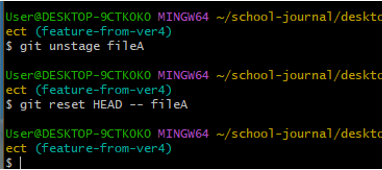 User@DESKTOP-9CTKOKO MINGW64 ~/school-journal/deskto
ect (feature-from-ver4)
$ git unstage fileA
User@DESKTOP-9CTKOKO MINGW64 ~/school-journal/deskto
ect (feature-from-ver4)
$ git reset HEAD -- fileA
User@DESKTOP-9CTKOKO MINGW64 ~/school-journal/deskto
ect (feature-from-ver4)
$